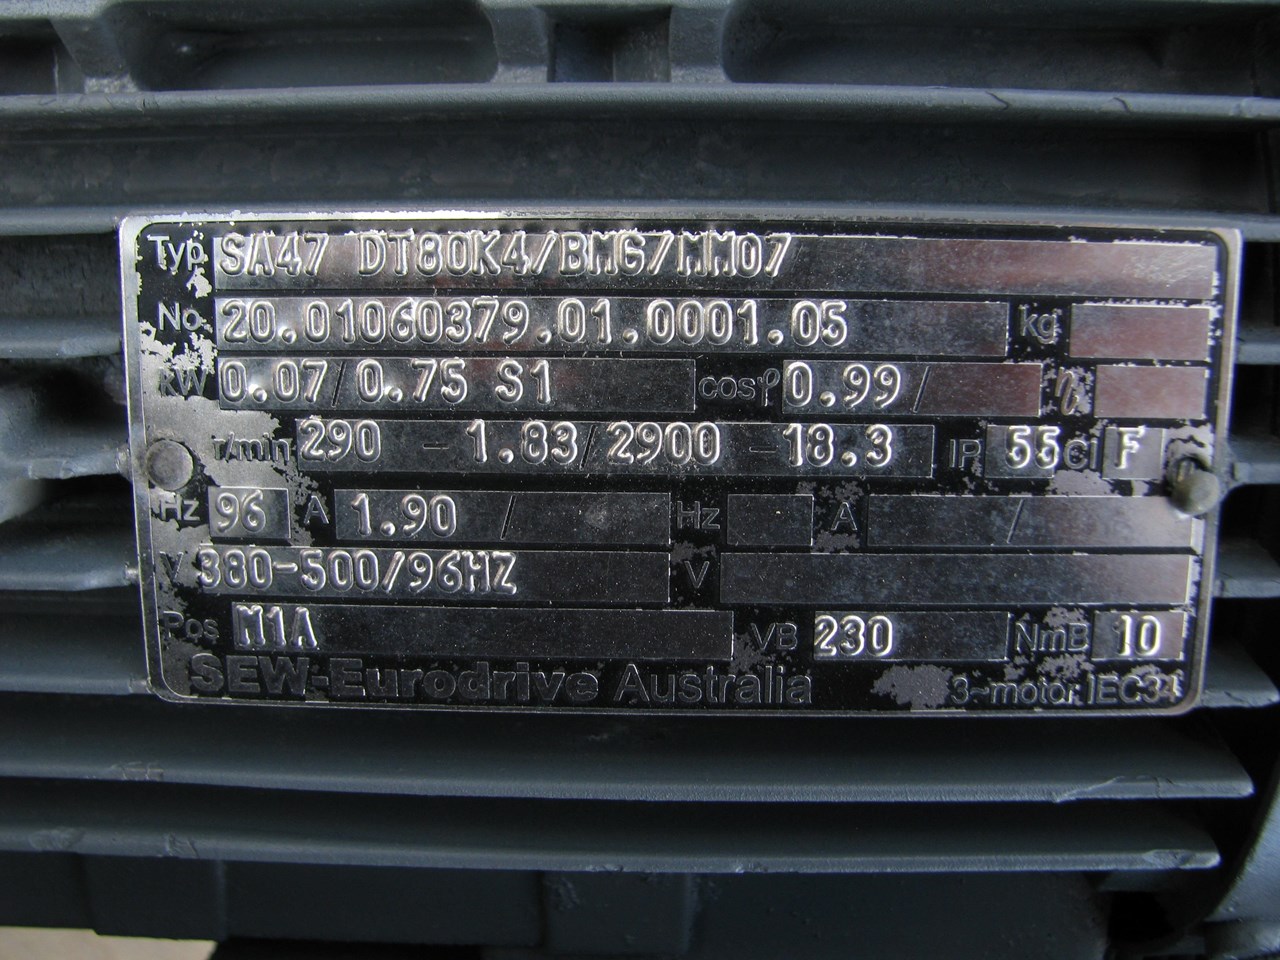 Typ SA47 DT80K4/BMG/MM07
No. 20.01060379.01.0001.05 kg
kW 0.07/0.75 S1 cosφ 0.99/ η
r/min 290 - 1.83/2900 - 18.3 IP 55 Cl F
Hz 96 A 1.90 / Hz A /
V 380-500/96HZ V
Pos M1A VB 230 NmB 10
SEW-Eurodrive Australia 3~motor IEC34